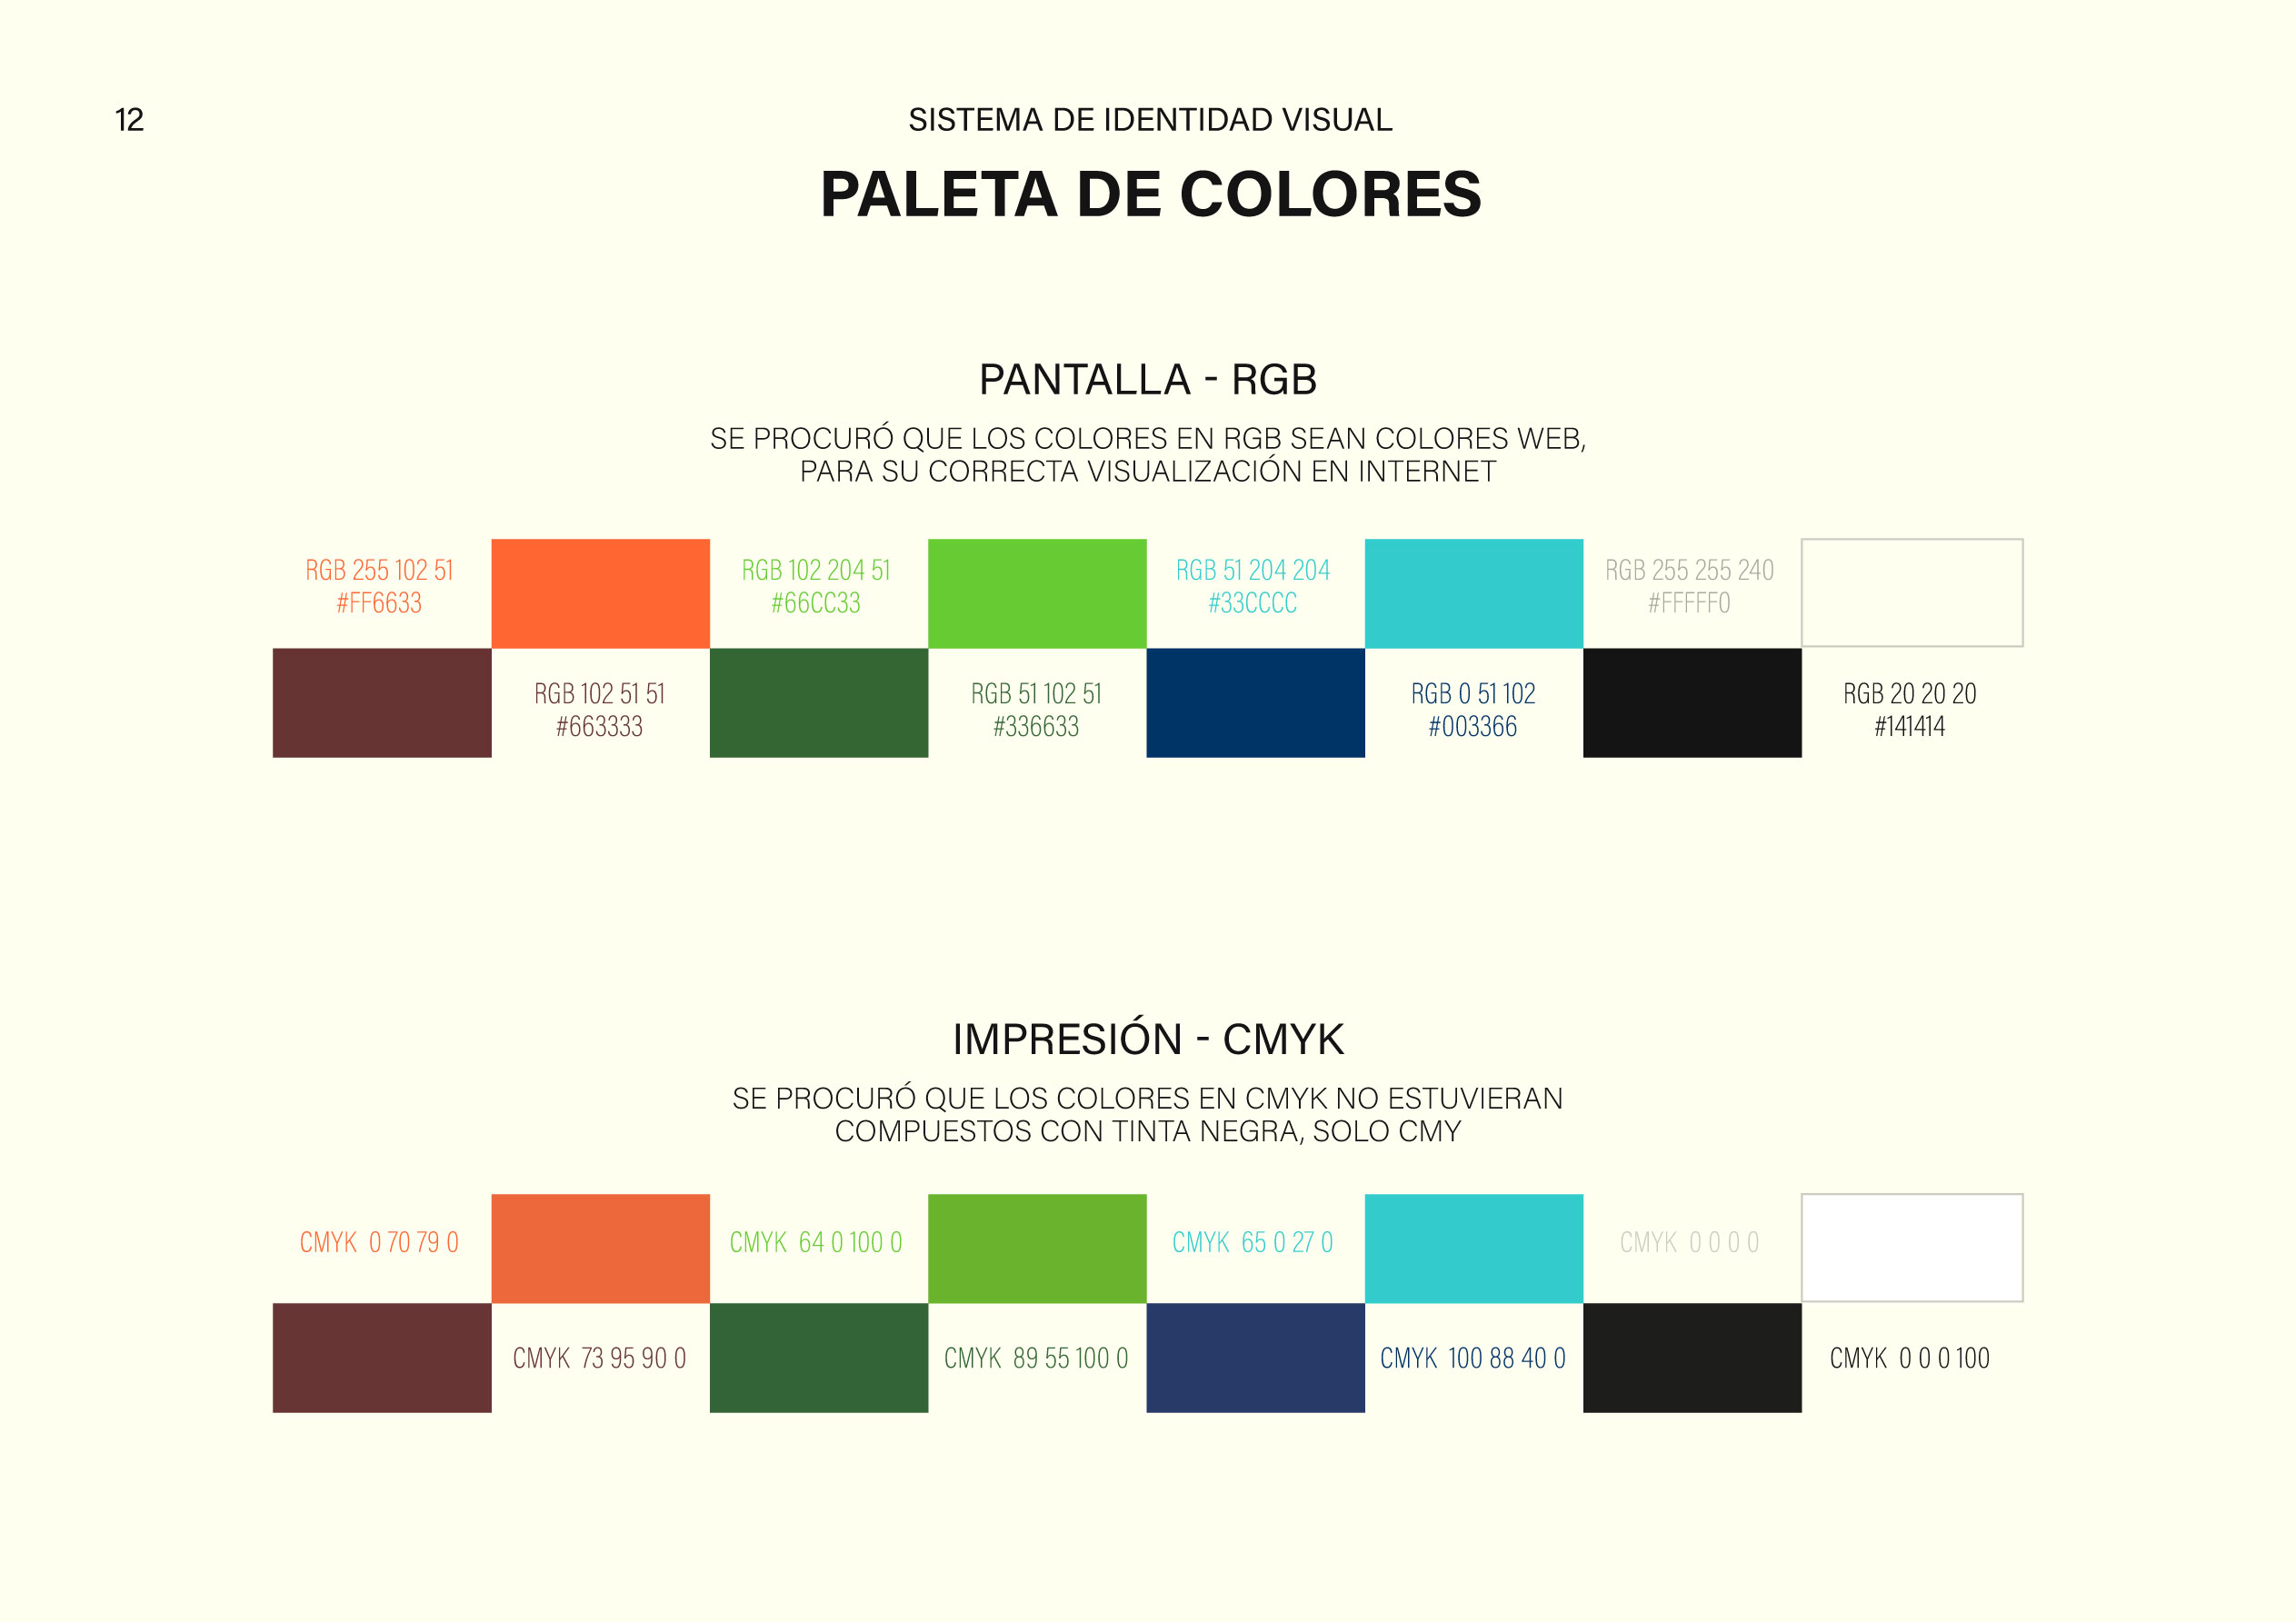 12
SISTEMA DE IDENTIDAD VISUAL
PALETA DE COLORES
PANTALLA - RGB
SE PROCURÓ QUE LOS COLORES EN RGB SEAN COLORES WEB,
PARA SU CORRECTA VISUALIZACIÓN EN INTERNET
RGB 255 102 51
#FF6633
RGB 102 204 51
#66CC33
RGB 51 204 204
#33CCCC
RGB 255 255 240
#FFFFF0
RGB 102 51 51
#663333
RGB 51 102 51
#336633
RGB 0 51 102
#003366
RGB 20 20 20
#141414
IMPRESIÓN - CMYK
SE PROCURÓ QUE LOS COLORES EN CMYK NO ESTUVIERAN
COMPUESTOS CON TINTA NEGRA, SOLO CMY
CMYK 0 70 79 0
CMYK 64 0 100 0
CMYK 65 0 27 0
CMYK 0 0 0 0
CMYK 73 95 90 0
CMYK 89 55 100 0
CMYK 100 88 40 0
CMYK 0 0 0 100